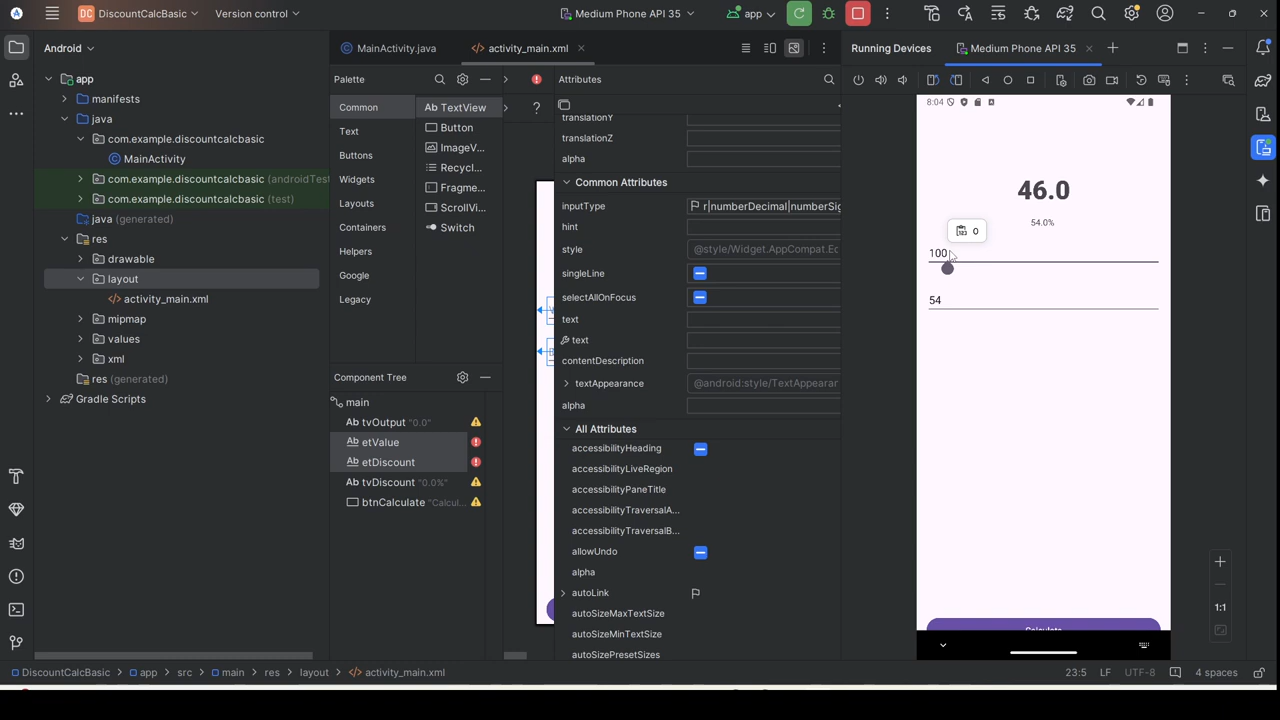 DC DiscountCalcBasic
Version control
Medium Phone API 35
app
Android
app
manifests
java
com.example.discountcalcbasic
MainActivity
com.example.discountcalcbasic (androidTest
com.example.discountcalcbasic (test)
java (generated)
res
drawable
layout
activity_main.xml
mipmap
values
xml
res (generated)
Gradle Scripts
MainActivity.java
activity_main.xml
Palette
Common
Text
Buttons
Widgets
Layouts
Containers
Helpers
Google
Legacy
Ab TextView
Button
ImageV...
Recycl...
Fragme...
ScrollVi...
Switch
Component Tree
main
Ab tvOutput "0.0"
Ab etValue
Ab etDiscount
Ab tvDiscount "0.0%"
btnCalculate "Calcul...
Attributes
translationY
translationZ
alpha
Common Attributes
inputType r|numberDecimal|numberSig
hint
style @style/Widget.AppCompat.Ec
singleLine
selectAllOnFocus
text
text
contentDescription
textAppearance @android:style/TextAppearar
alpha
All Attributes
accessibilityHeading
accessibilityLiveRegion
accessibilityPaneTitle
accessibilityTraversalA...
accessibilityTraversalB...
allowUndo
alpha
autoLink
autoSizeMaxTextSize
autoSizeMinTextSize
autoSizePresetSizes
Running Devices
Medium Phone API 35
8:04
46.0
54.0%
0
100
54
Calculate
1:1
DiscountCalcBasic > app > src > main > res > layout > activity_main.xml
23:5 LF UTF-8 4 spaces